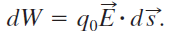 dW = q₀E⃗ · ds⃗.